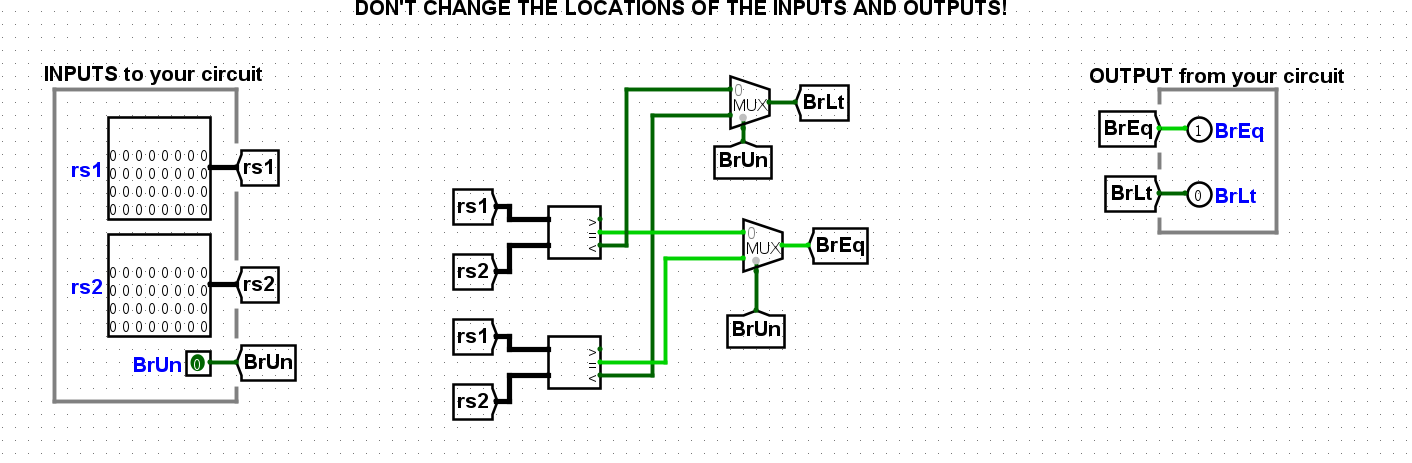 DON'T CHANGE THE LOCATIONS OF THE INPUTS AND OUTPUTS!
INPUTS to your circuit
OUTPUT from your circuit
rs1
0 0 0 0 0 0 0 0
0 0 0 0 0 0 0 0
0 0 0 0 0 0 0 0
0 0 0 0 0 0 0 0
rs1
rs2
0 0 0 0 0 0 0 0
0 0 0 0 0 0 0 0
0 0 0 0 0 0 0 0
0 0 0 0 0 0 0 0
rs2
BrUn
0
BrUn
rs1
rs2
>
=
<
rs1
rs2
>
=
<
0
MUX
BrLt
BrUn
0
MUX
BrEq
BrUn
BrEq
1
BrEq
BrLt
0
BrLt